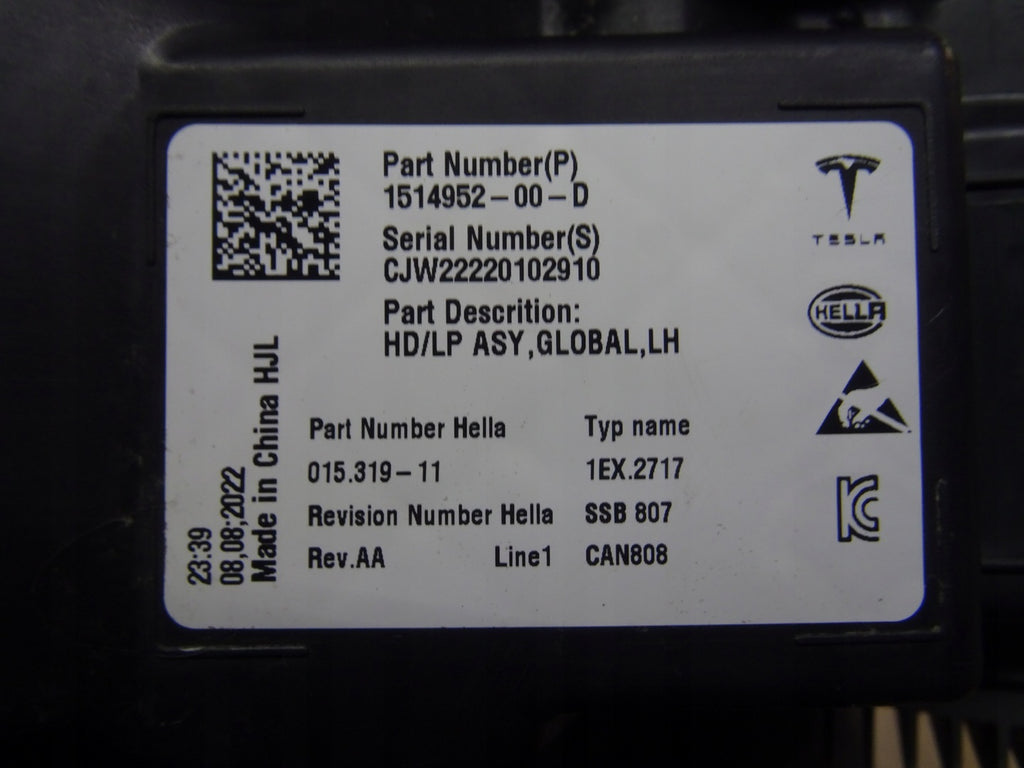 Part Number(P)
1514952-00-D
Serial Number(S)
CJW22220102910
Part Descrition:
HD/LP ASY,GLOBAL,LH
TESLA
HELLA
Part Number Hella Typ name
015.319-11 1EX.2717
Revision Number Hella SSB 807
Rev.AA Line1 CAN808
KC
23:39
08,08,2022
Made in China HJL